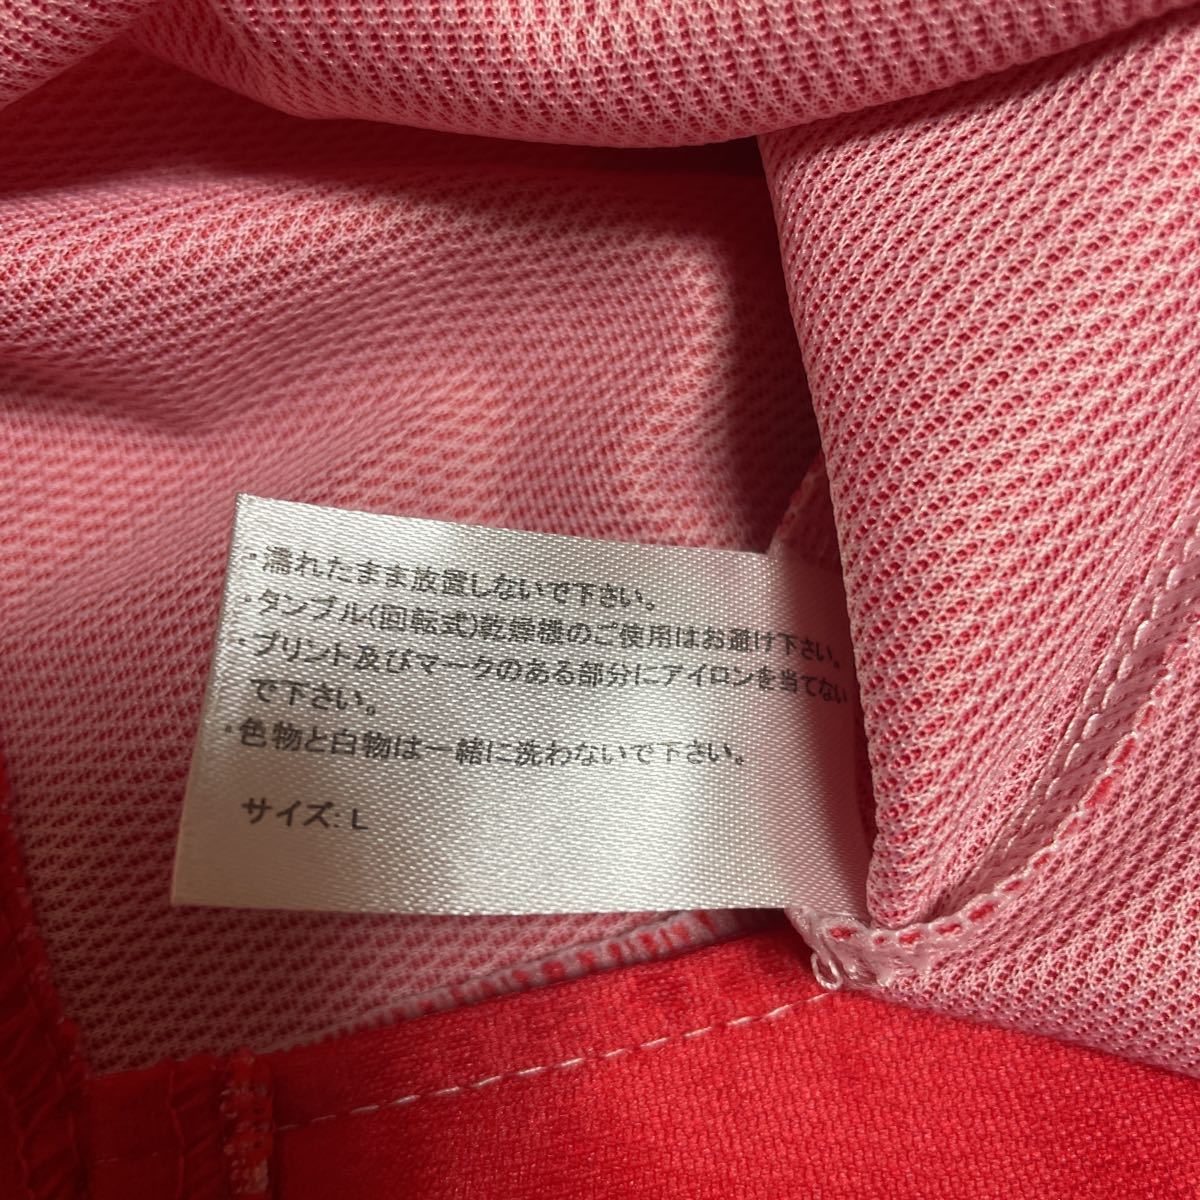 ・濡れたまま放置しないで下さい。
・タンブル(回転式)乾燥機のご使用はお避け下さい。
・プリント及びマークのある部分にアイロンを当てない
で下さい。
・色物と白物は一緒に洗わないで下さい。
サイズ: L